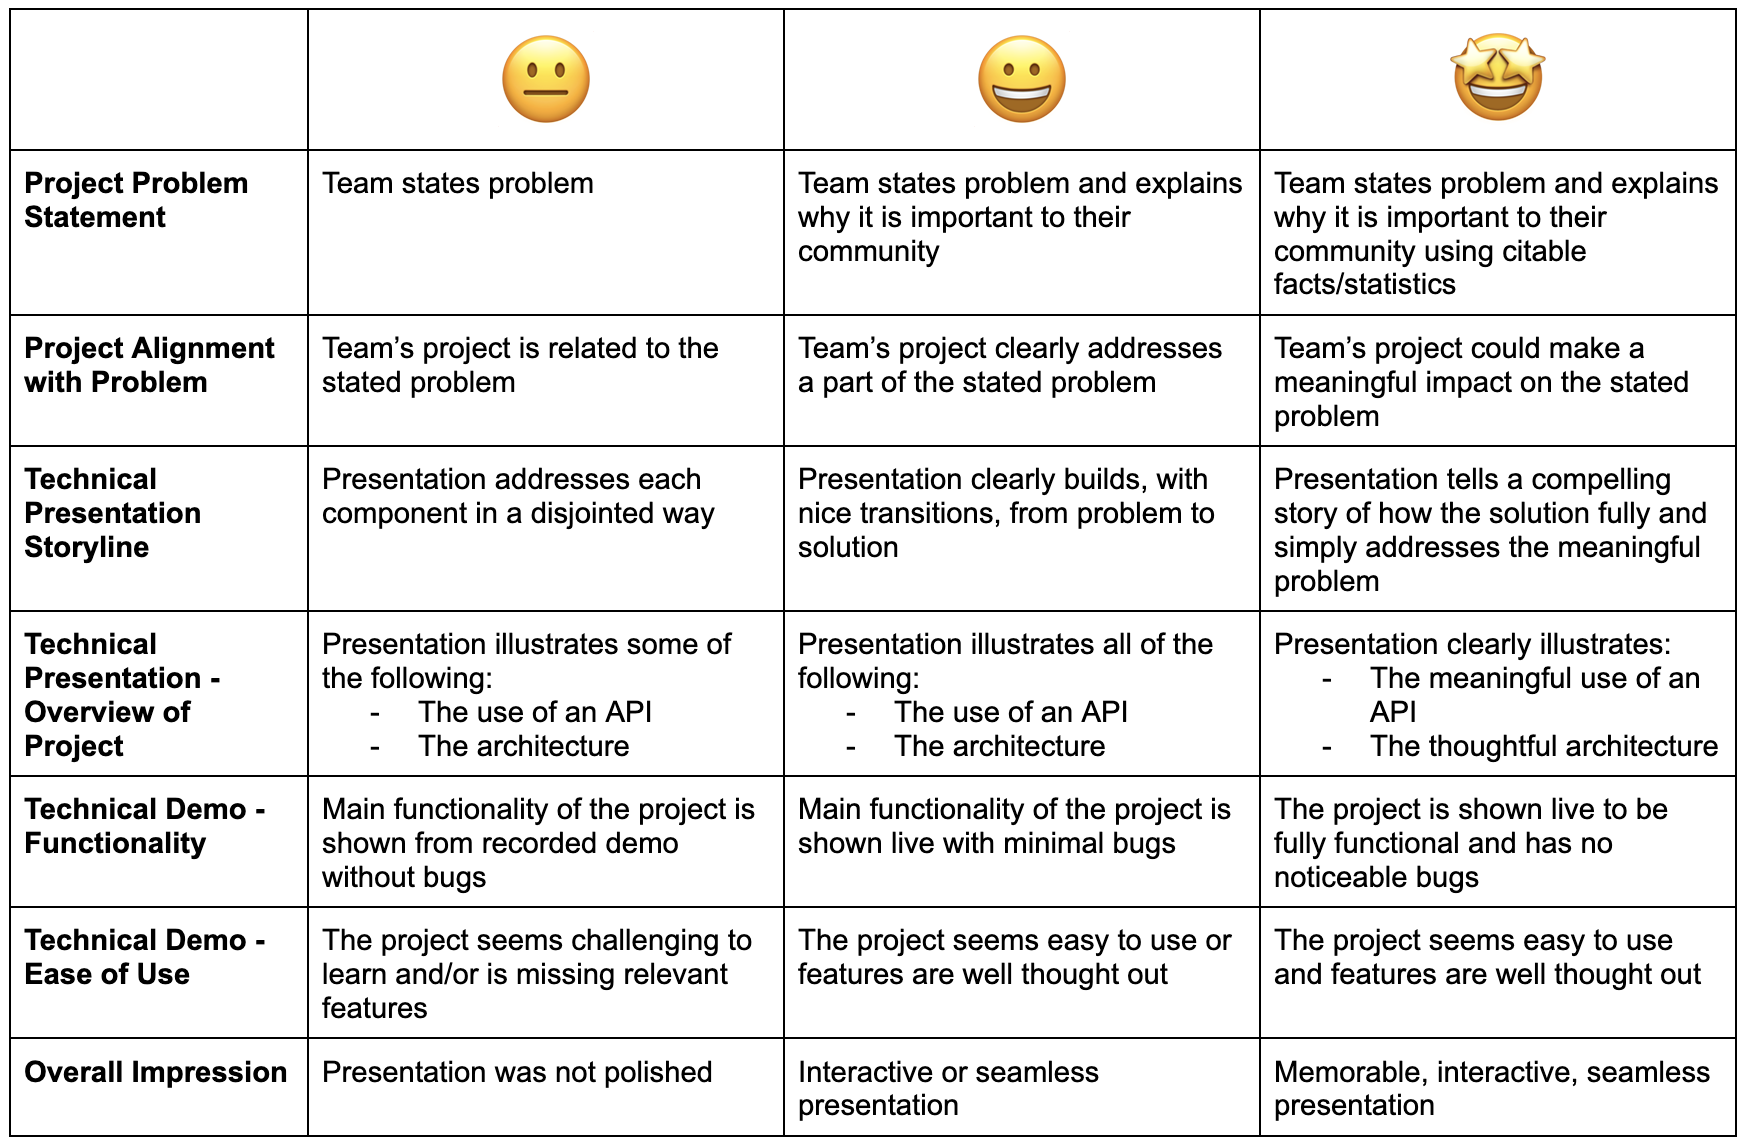 Project Problem
Statement
Team states problem
Team states problem and explains
why it is important to their
community
Team states problem and explains
why it is important to their
community using citable
facts/statistics
Project Alignment
with Problem
Team’s project is related to the
stated problem
Team’s project clearly addresses
a part of the stated problem
Team’s project could make a
meaningful impact on the stated
problem
Technical
Presentation
Storyline
Presentation addresses each
component in a disjointed way
Presentation clearly builds, with
nice transitions, from problem to
solution
Presentation tells a compelling
story of how the solution fully and
simply addresses the meaningful
problem
Technical
Presentation -
Overview of
Project
Presentation illustrates some of
the following:
- The use of an API
- The architecture
Presentation illustrates all of the
following:
- The use of an API
- The architecture
Presentation clearly illustrates:
- The meaningful use of an
API
- The thoughtful architecture
Technical Demo -
Functionality
Main functionality of the project is
shown from recorded demo
without bugs
Main functionality of the project is
shown live with minimal bugs
The project is shown live to be
fully functional and has no
noticeable bugs
Technical Demo -
Ease of Use
The project seems challenging to
learn and/or is missing relevant
features
The project seems easy to use or
features are well thought out
The project seems easy to use
and features are well thought out
Overall Impression
Presentation was not polished
Interactive or seamless
presentation
Memorable, interactive, seamless
presentation